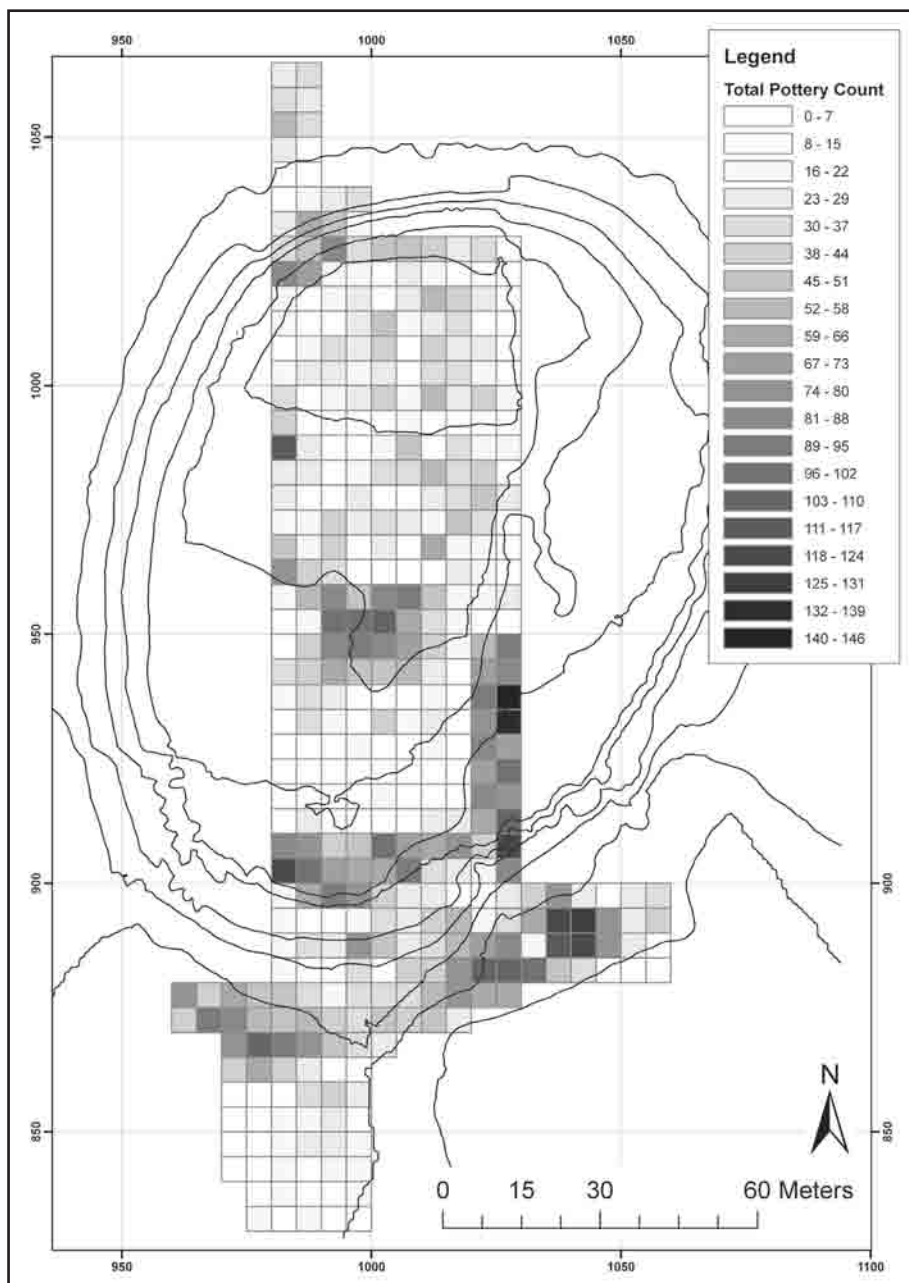 950 1000 1050
Legend
Total Pottery Count
0 - 7
8 - 15
16 - 22
23 - 29
30 - 37
38 - 44
45 - 51
52 - 58
59 - 66
67 - 73
74 - 80
81 - 88
89 - 95
96 - 102
103 - 110
111 - 117
118 - 124
125 - 131
132 - 139
140 - 146
1050
1000
950
900 900
850 850
N
0 15 30 60 Meters
950 1000 1050 1100